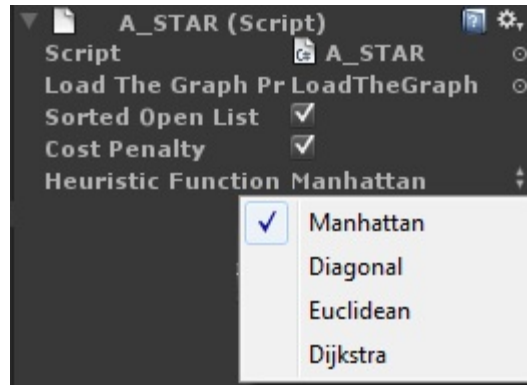 A_STAR (Script)
Script A_STAR
Load The Graph Pr LoadTheGraph
Sorted Open List
Cost Penalty
Heuristic Function Manhattan
Manhattan
Diagonal
Euclidean
Dijkstra